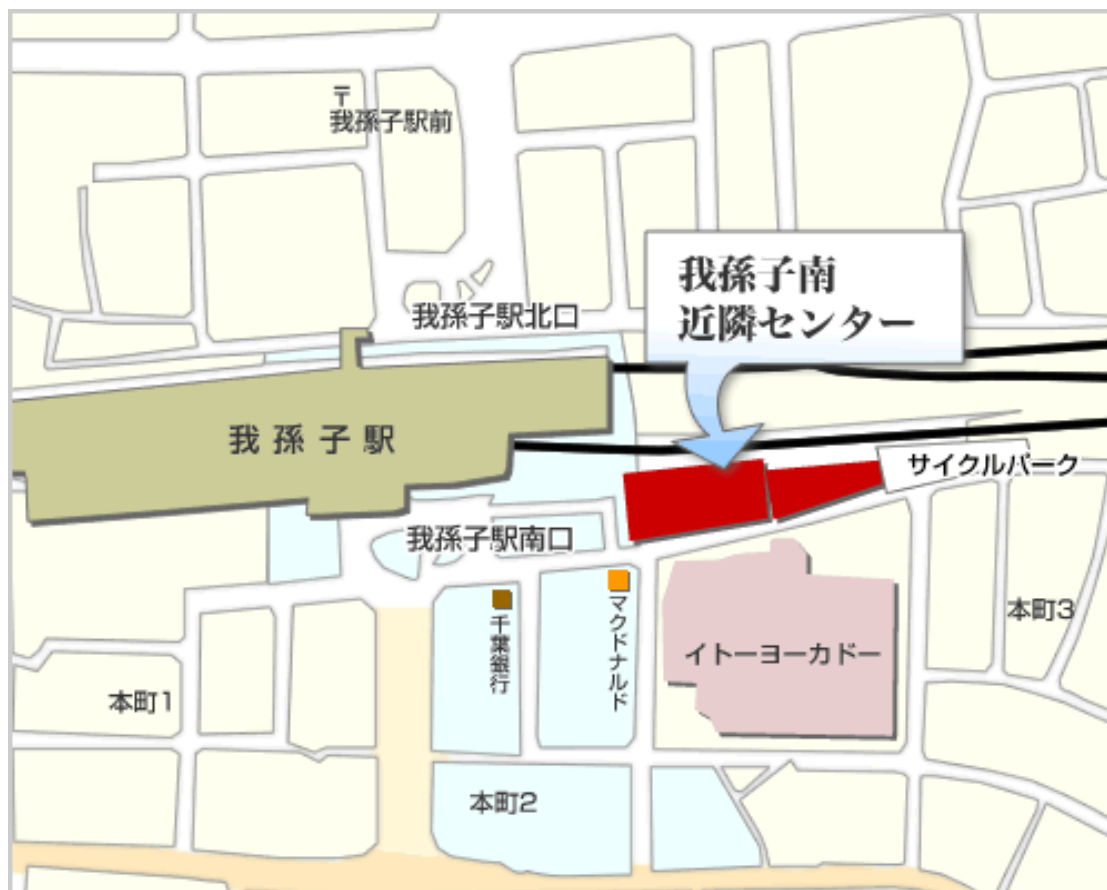 〒
我孫子駅前
我孫子南
近隣センター
我孫子駅北口
我孫子駅
サイクルパーク
我孫子駅南口
千葉銀行
マクドナルド
イトーヨーカドー
本町3
本町1
本町2